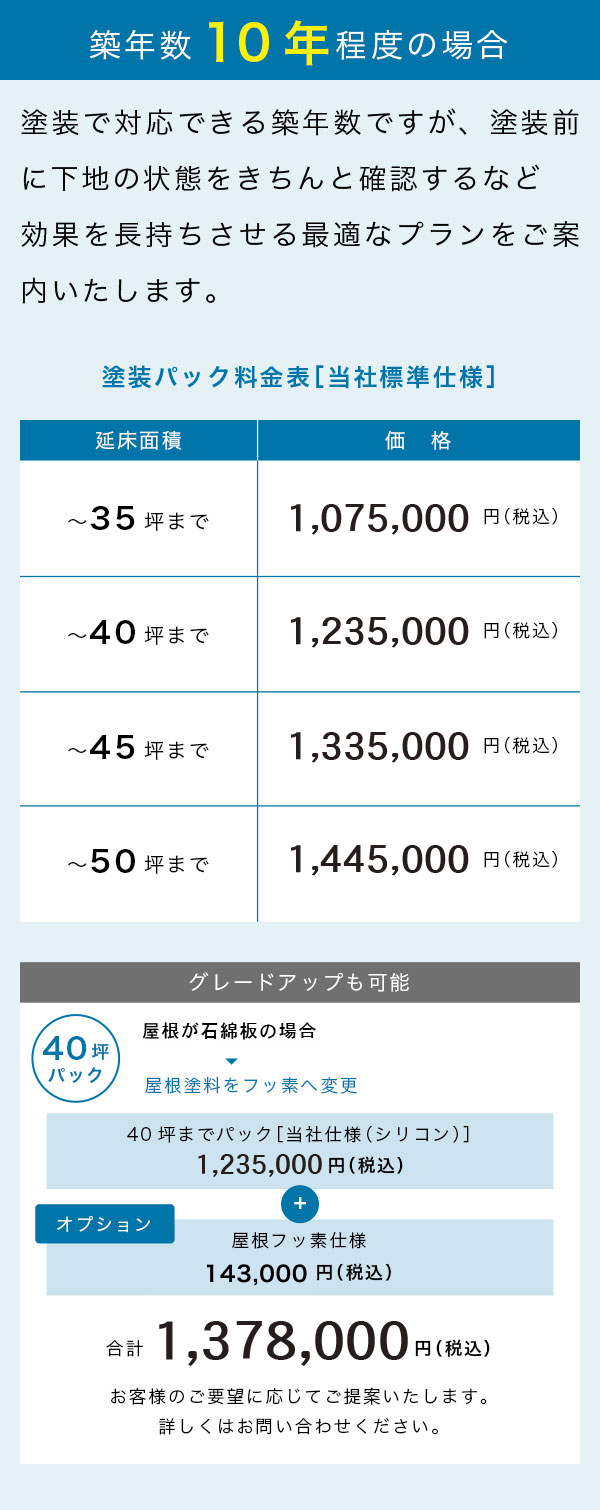 築年数 10年程度の場合
塗装で対応できる築年数ですが、塗装前
に下地の状態をきちんと確認するなど
効果を長持ちさせる最適なプランをご案
内いたします。
塗装パック料金表[当社標準仕様]
延床面積 価 格
～35 坪まで 1,075,000 円(税込)
～40 坪まで 1,235,000 円(税込)
～45 坪まで 1,335,000 円(税込)
～50 坪まで 1,445,000 円(税込)
グレードアップも可能
40坪
パック
屋根が石綿板の場合
屋根塗料をフッ素へ変更
40坪までパック[当社仕様(シリコン)]
1,235,000 円(税込)
+
オプション
屋根フッ素仕様
143,000 円(税込)
合計 1,378,000 円(税込)
お客様のご要望に応じてご提案いたします。
詳しくはお問い合わせください。